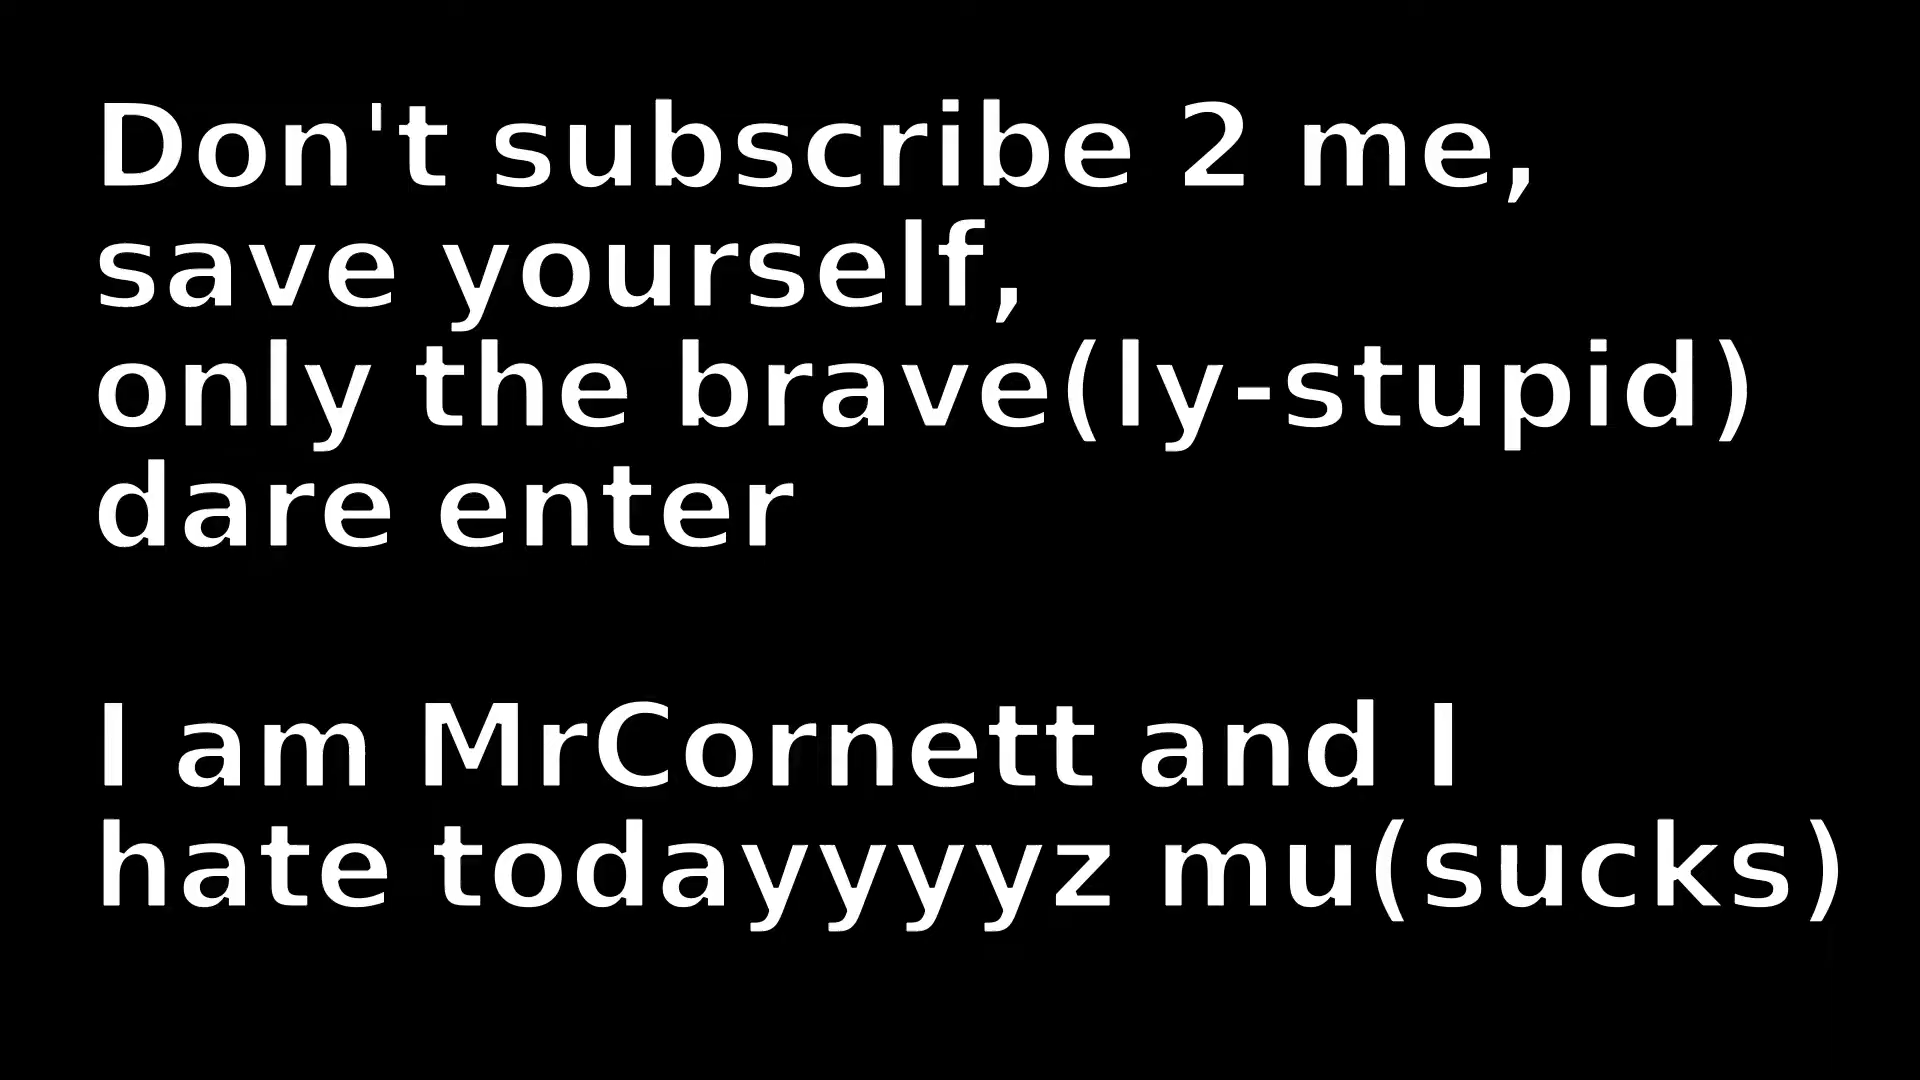 Don't subscribe 2 me,
save yourself,
only the brave(ly-stupid)
dare enter
I am MrCornett and I
hate todayyyyz mu(sucks)